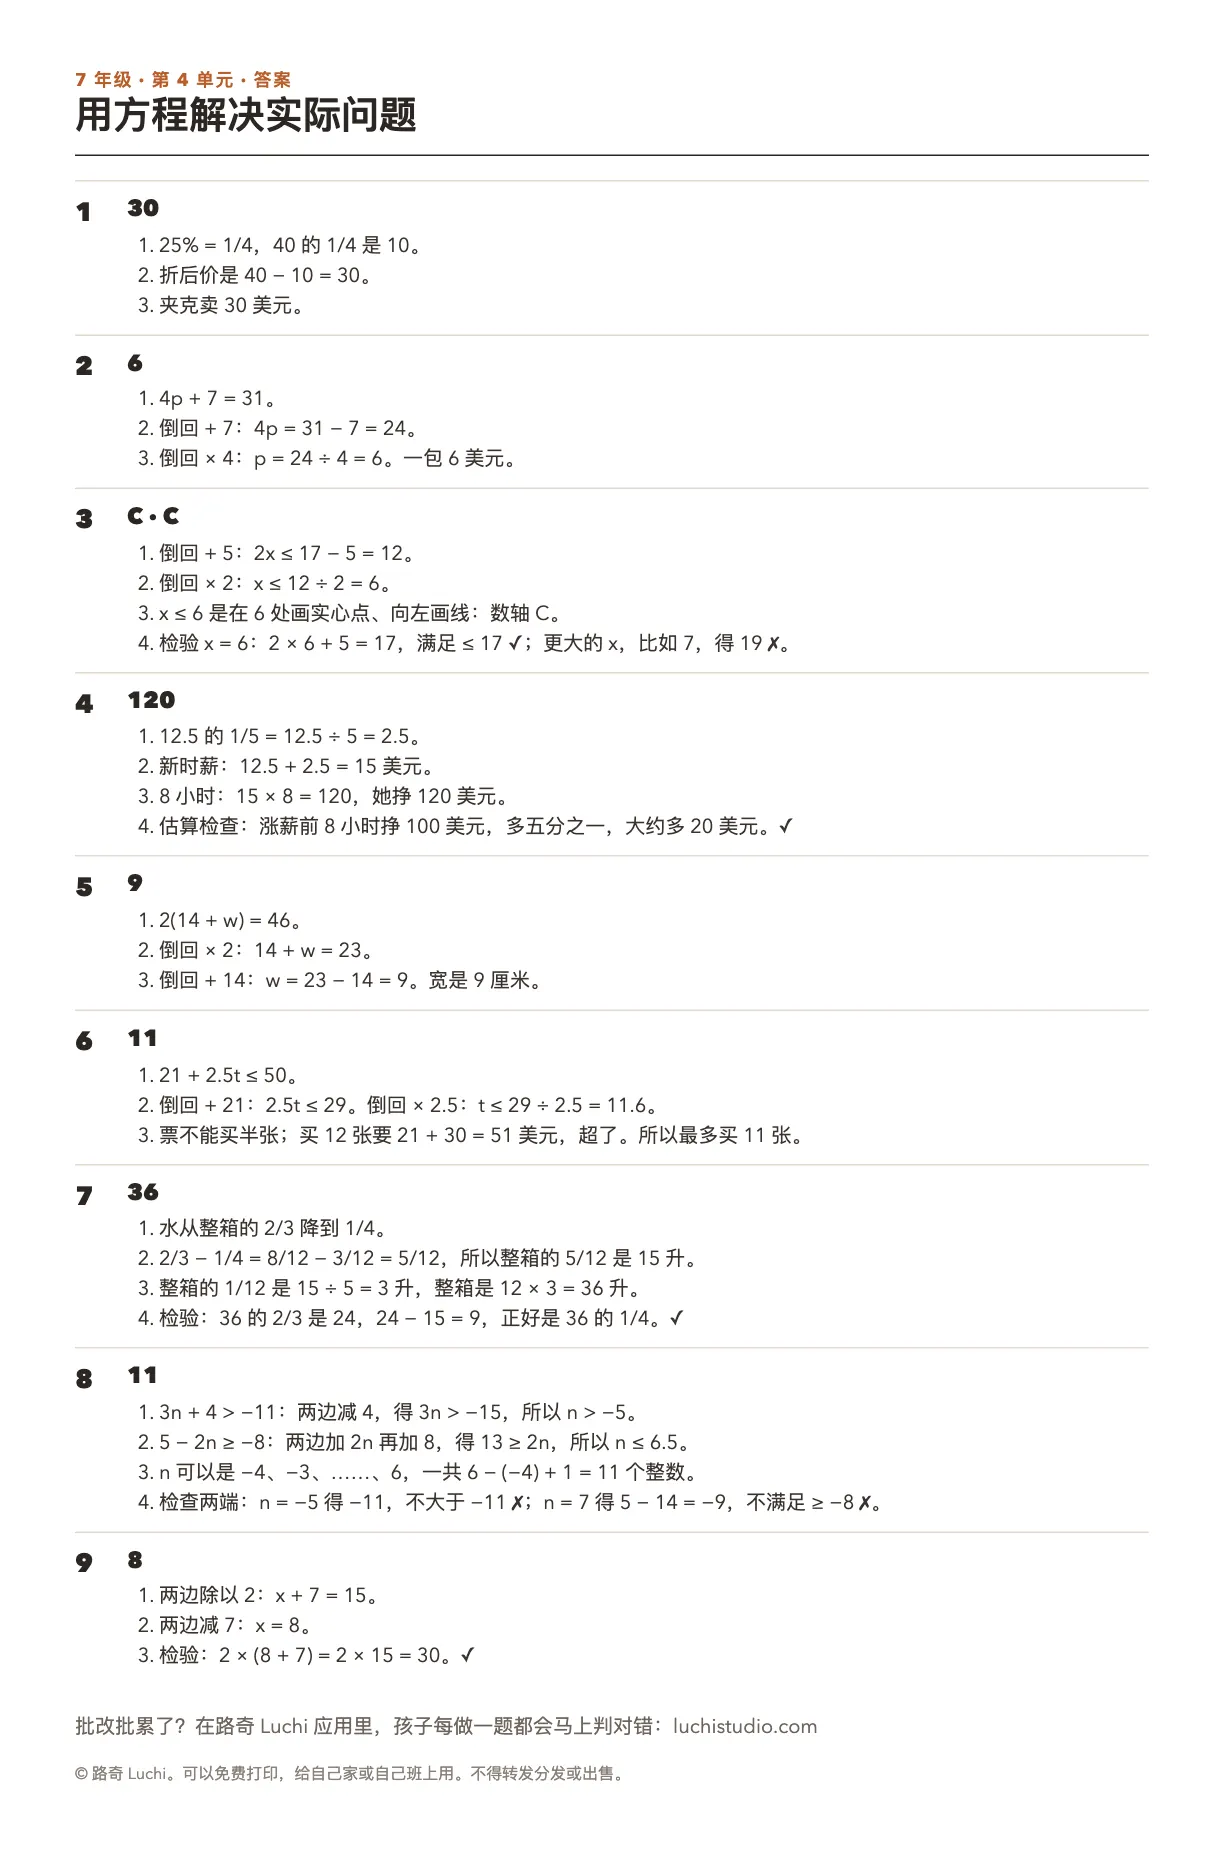 7 年级 · 第 4 单元 · 答案
用方程解决实际问题
1 30
1. 25% = 1/4，40 的 1/4 是 10。
2. 折后价是 40 − 10 = 30。
3. 夹克卖 30 美元。
2 6
1. 4p + 7 = 31。
2. 倒回 + 7：4p = 31 − 7 = 24。
3. 倒回 × 4：p = 24 ÷ 4 = 6。一包 6 美元。
3 C · C
1. 倒回 + 5：2x ≤ 17 − 5 = 12。
2. 倒回 × 2：x ≤ 12 ÷ 2 = 6。
3. x ≤ 6 是在 6 处画实心点、向左画线：数轴 C。
4. 检验 x = 6：2 × 6 + 5 = 17，满足 ≤ 17 ✓；更大的 x，比如 7，得 19 ✗。
4 120
1. 12.5 的 1/5 = 12.5 ÷ 5 = 2.5。
2. 新时薪：12.5 + 2.5 = 15 美元。
3. 8 小时：15 × 8 = 120，她挣 120 美元。
4. 估算检查：涨薪前 8 小时挣 100 美元，多五分之一，大约多 20 美元。✓
5 9
1. 2(14 + w) = 46。
2. 倒回 × 2：14 + w = 23。
3. 倒回 + 14：w = 23 − 14 = 9。宽是 9 厘米。
6 11
1. 21 + 2.5t ≤ 50。
2. 倒回 + 21：2.5t ≤ 29。倒回 × 2.5：t ≤ 29 ÷ 2.5 = 11.6。
3. 票不能买半张；买 12 张要 21 + 30 = 51 美元，超了。所以最多买 11 张。
7 36
1. 水从整箱的 2/3 降到 1/4。
2. 2/3 − 1/4 = 8/12 − 3/12 = 5/12，所以整箱的 5/12 是 15 升。
3. 整箱的 1/12 是 15 ÷ 5 = 3 升，整箱是 12 × 3 = 36 升。
4. 检验：36 的 2/3 是 24，24 − 15 = 9，正好是 36 的 1/4。✓
8 11
1. 3n + 4 > −11：两边减 4，得 3n > −15，所以 n > −5。
2. 5 − 2n ≥ −8：两边加 2n 再加 8，得 13 ≥ 2n，所以 n ≤ 6.5。
3. n 可以是 −4、−3、……、6，一共 6 − (−4) + 1 = 11 个整数。
4. 检查两端：n = −5 得 −11，不大于 −11 ✗；n = 7 得 5 − 14 = −9，不满足 ≥ −8 ✗。
9 8
1. 两边除以 2：x + 7 = 15。
2. 两边减 7：x = 8。
3. 检验：2 × (8 + 7) = 2 × 15 = 30。✓
批改批累了？在路奇 Luchi 应用里，孩子每做一题都会马上判对错：luchistudio.com
© 路奇 Luchi。可以免费打印，给自己家或自己班上用。不得转发分发或出售。